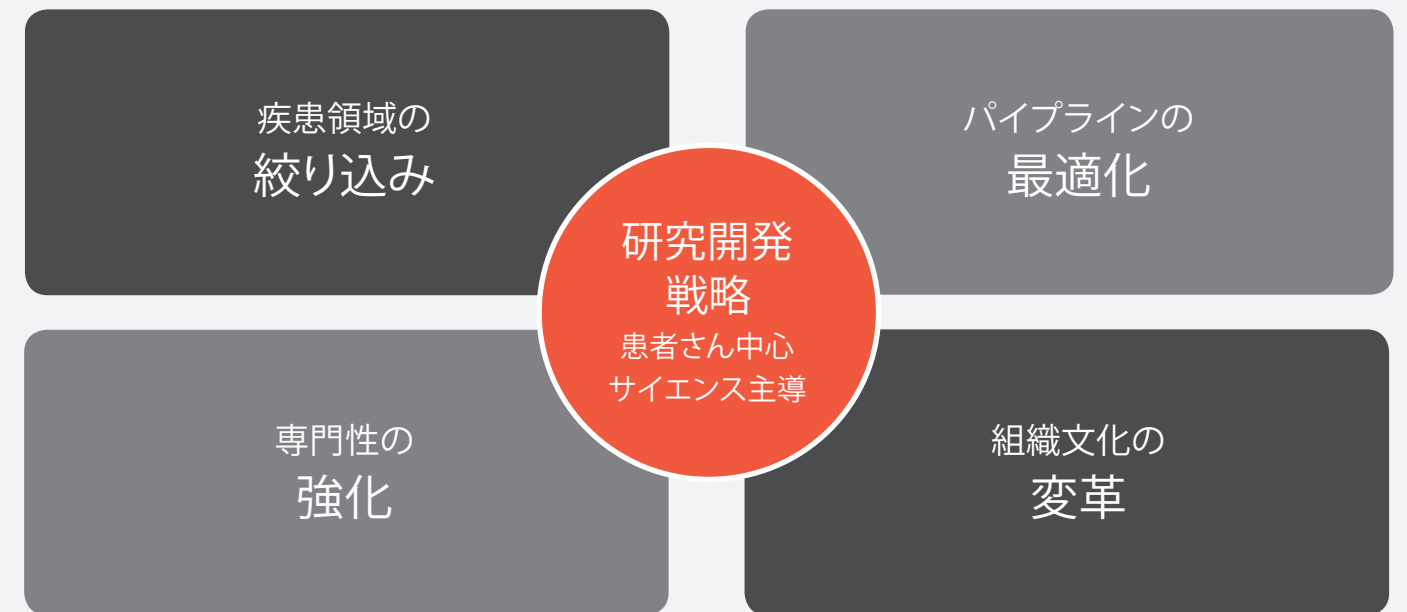 疾患領域の
絞り込み
パイプラインの
最適化
研究開発
戦略
患者さん中心
サイエンス主導
専門性の
強化
組織文化の
変革